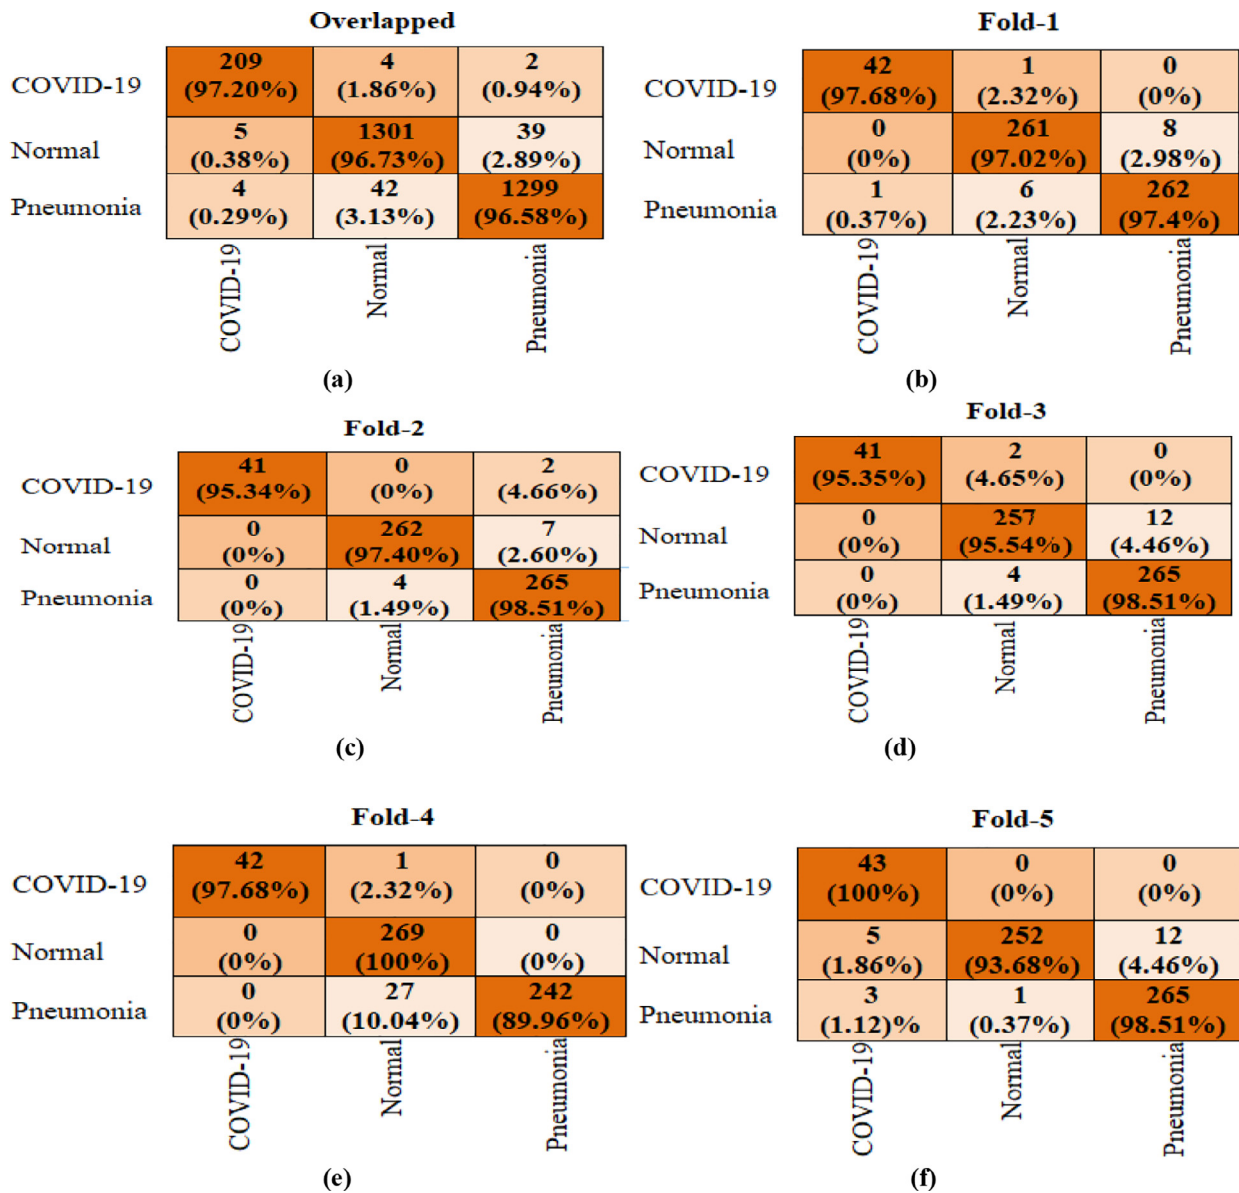 Overlapped
COVID-19 209 4 2
(97.20%) (1.86%) (0.94%)
Normal 5 1301 39
(0.38%) (96.73%) (2.89%)
Pneumonia 4 42 1299
(0.29%) (3.13%) (96.58%)
COVID-19 Normal Pneumonia
(a)
Fold-1
COVID-19 42 1 0
(97.68%) (2.32%) (0%)
Normal 0 261 8
(0%) (97.02%) (2.98%)
Pneumonia 1 6 262
(0.37%) (2.23%) (97.4%)
COVID-19 Normal Pneumonia
(b)
Fold-2
COVID-19 41 0 2
(95.34%) (0%) (4.66%)
Normal 0 262 7
(0%) (97.40%) (2.60%)
Pneumonia 0 4 265
(0%) (1.49%) (98.51%)
COVID-19 Normal Pneumonia
(c)
Fold-3
COVID-19 41 2 0
(95.35%) (4.65%) (0%)
Normal 0 257 12
(0%) (95.54%) (4.46%)
Pneumonia 0 4 265
(0%) (1.49%) (98.51%)
COVID-19 Normal Pneumonia
(d)
Fold-4
COVID-19 42 1 0
(97.68%) (2.32%) (0%)
Normal 0 269 0
(0%) (100%) (0%)
Pneumonia 0 27 242
(0%) (10.04%) (89.96%)
COVID-19 Normal Pneumonia
(e)
Fold-5
COVID-19 43 0 0
(100%) (0%) (0%)
Normal 5 252 12
(1.86%) (93.68%) (4.46%)
Pneumonia 3 1 265
(1.12)% (0.37%) (98.51%)
COVID-19 Normal Pneumonia
(f)